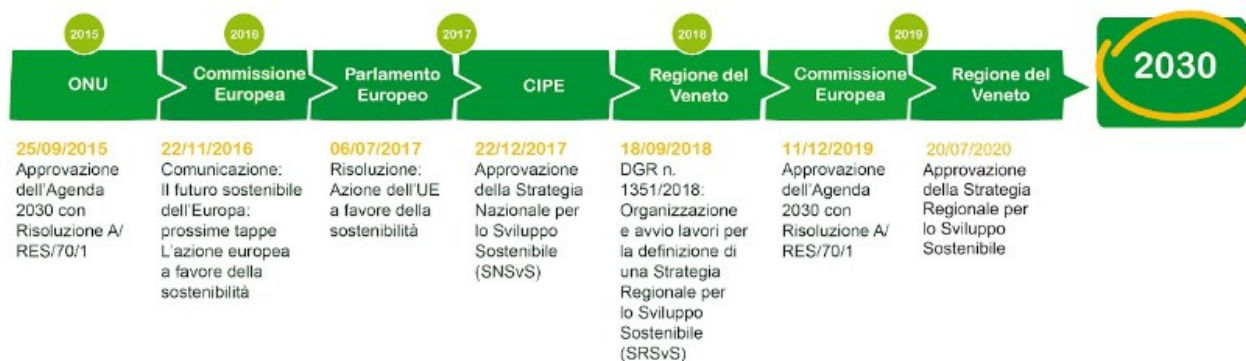 2015
2016
2017
2018
2019
ONU
Commissione
Europea
Parlamento
Europeo
CIPE
Regione del
Veneto
Commissione
Europea
Regione del
Veneto
2030
25/09/2015
Approvazione
dell'Agenda
2030 con
Risoluzione A/
RES/70/1
22/11/2016
Comunicazione:
Il futuro sostenibile
dell'Europa:
prossime tappe
L'azione europea
a favore della
sostenibilità
06/07/2017
Risoluzione:
Azione dell'UE
a favore della
sostenibilità
22/12/2017
Approvazione
della Strategia
Nazionale per
lo Sviluppo
Sostenibile
(SNSvS)
18/09/2018
DGR n.
1351/2018:
Organizzazione
e avvio lavori per
la definizione di
una Strategia
Regionale per
lo Sviluppo
Sostenibile
(SRSvS)
11/12/2019
Approvazione
dell'Agenda
2030 con
Risoluzione A/
RES/70/1
20/07/2020
Approvazione
della Strategia
Regionale per
lo Sviluppo
Sostenibile